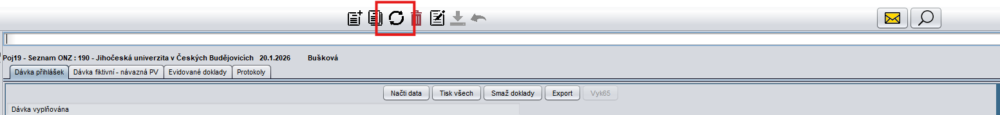 Poj19 - Seznam ONZ : 190 - Jihočeská univerzita v Českých Budějovicích 20.1.2026 Bušková
Dávka přihlášek Dávka fiktivní - návazná PV Evidované doklady Protokoly
Načti data Tisk všech Smaž doklady Export Vyk65
Dávka vyplňována